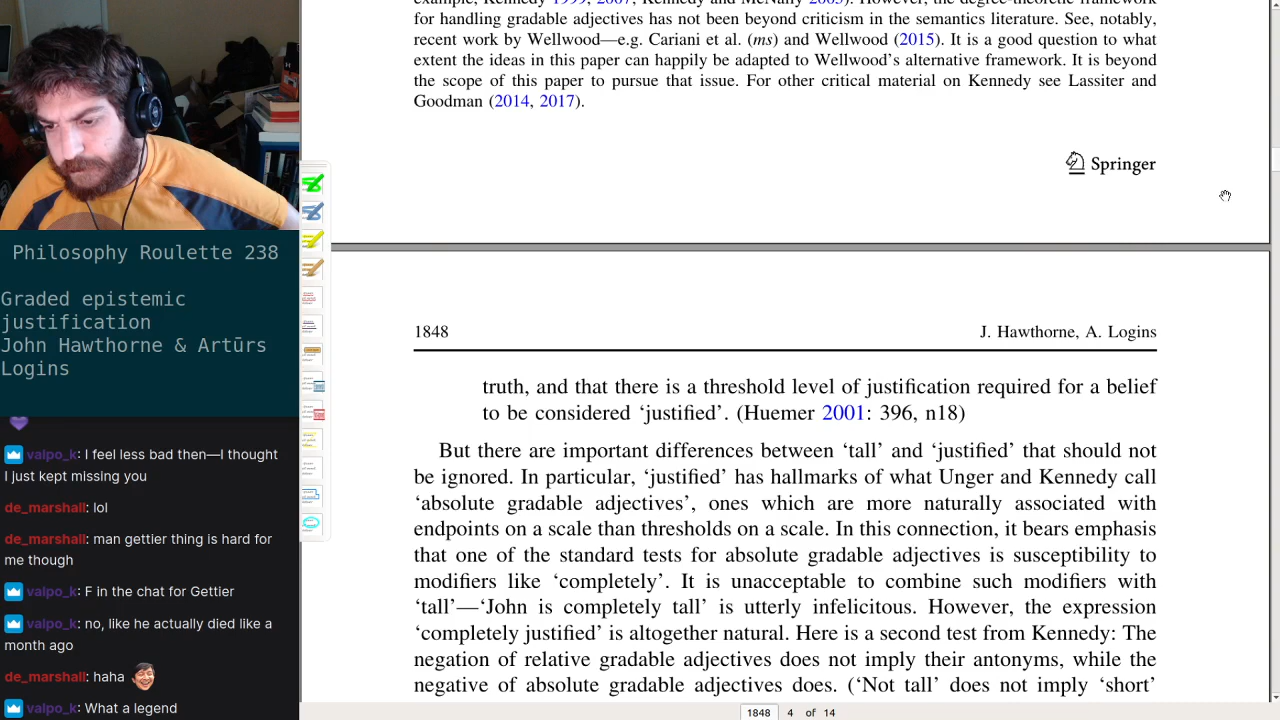 Philosophy Roulette 238
Graded epistemic
justification
John Hawthorne & Artūrs
Logins
valpo_k: I feel less bad then—I thought
I just kept missing you
de_marshall: lol
de_marshall: man gettier thing is hard for
me though
valpo_k: F in the chat for Gettier
valpo_k: no, like he actually died like a
month ago
de_marshall: haha
valpo_k: What a legend
for handling gradable adjectives has not been beyond criticism in the semantics literature. See, notably,
recent work by Wellwood—e.g. Cariani et al. (ms) and Wellwood (2015). It is a good question to what
extent the ideas in this paper can happily be adapted to Wellwood's alternative framework. It is beyond
the scope of this paper to pursue that issue. For other critical material on Kennedy see Lassiter and
Goodman (2014, 2017).
Springer
1848 J. Hawthorne, A. Logins
truth, and that there is a threshold level of justification required for a belief
to be considered ‘justified’. (Huemer 2001: 396, n18)
But there are important differences between ‘tall’ and ‘justified’ that should not
be ignored. In particular, ‘justified’ has hallmarks of what Unger and Kennedy call
‘absolute gradable adjectives’, ones which are more naturally associated with
endpoints on a scale than thresholds on a scale. In this connection, it bears emphasis
that one of the standard tests for absolute gradable adjectives is susceptibility to
modifiers like ‘completely’. It is unacceptable to combine such modifiers with
‘tall’—‘John is completely tall’ is utterly infelicitous. However, the expression
‘completely justified’ is altogether natural. Here is a second test from Kennedy: The
negation of relative gradable adjectives does not imply their antonyms, while the
negative of absolute gradable adjectives does. (‘Not tall’ does not imply ‘short’
1848 4 of 14